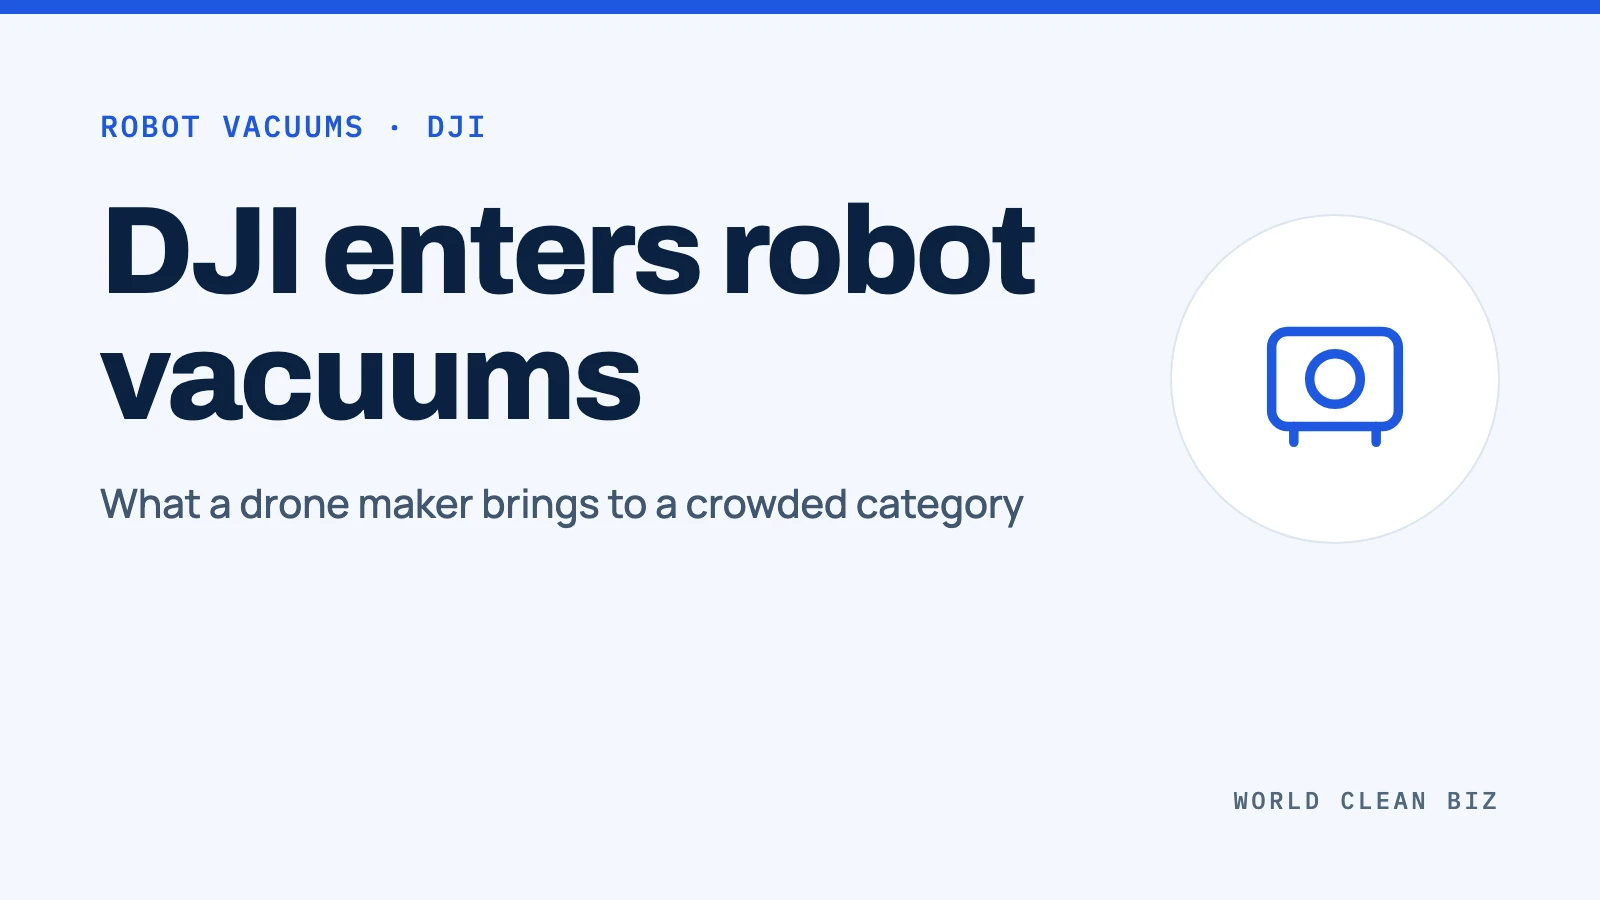 ROBOT VACUUMS · DJI
DJI enters robot
vacuums
What a drone maker brings to a crowded category
WORLD CLEAN BIZ